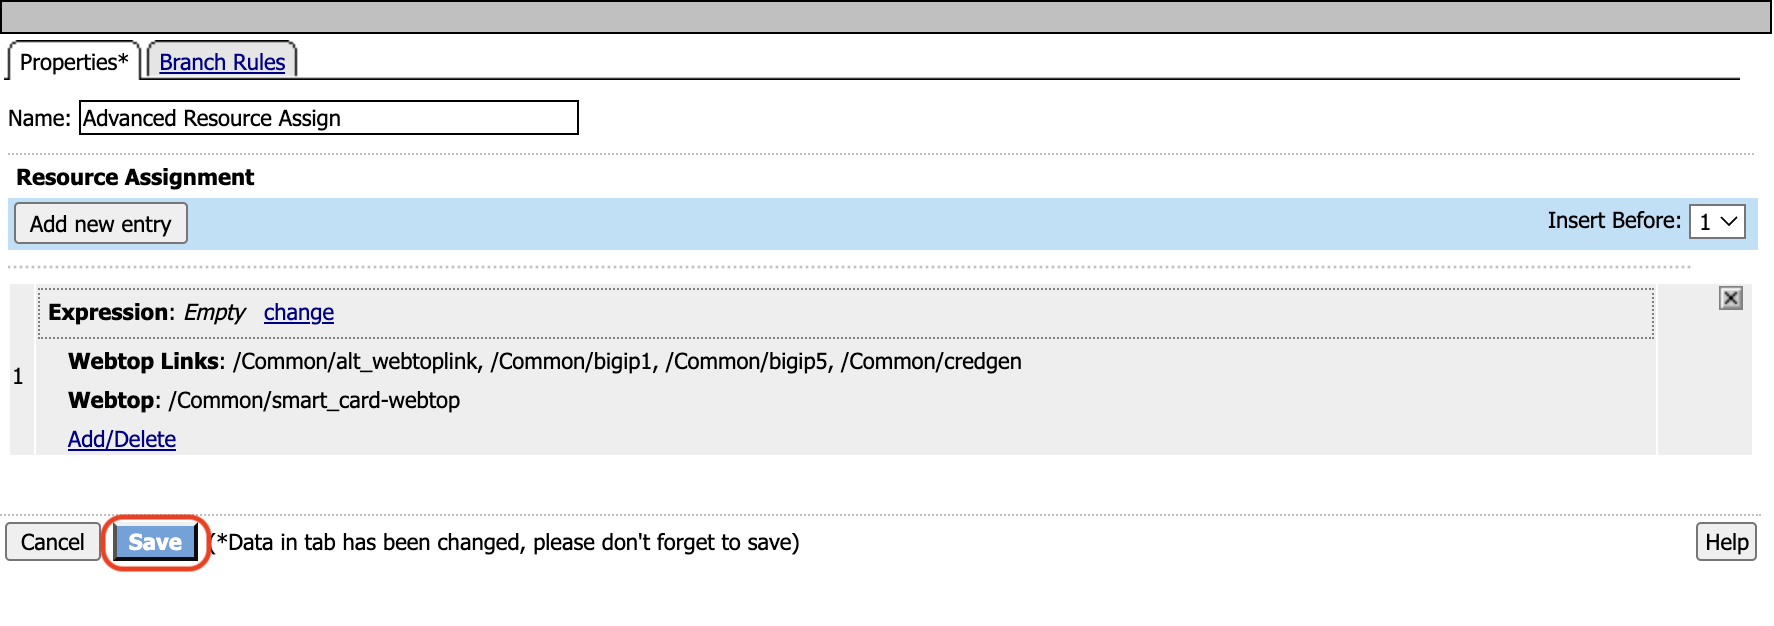 Properties* Branch Rules
Name: Advanced Resource Assign
Resource Assignment
Add new entry Insert Before: 1
Expression: Empty change
1
Webtop Links: /Common/alt_webtoplink, /Common/bigip1, /Common/bigip5, /Common/credgen
Webtop: /Common/smart_card-webtop
Add/Delete
Cancel Save (*Data in tab has been changed, please don't forget to save) Help